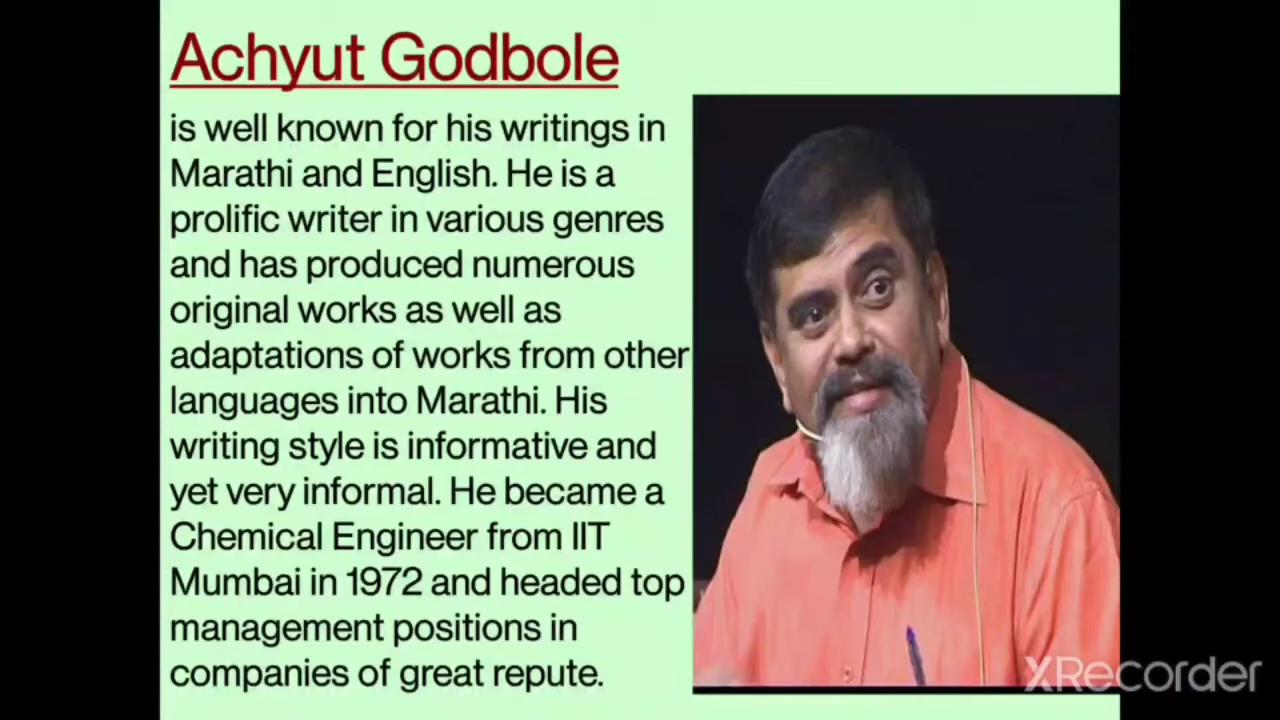 Achyut Godbole
is well known for his writings in
Marathi and English. He is a
prolific writer in various genres
and has produced numerous
original works as well as
adaptations of works from other
languages into Marathi. His
writing style is informative and
yet very informal. He became a
Chemical Engineer from IIT
Mumbai in 1972 and headed top
management positions in
companies of great repute.
XRecorder